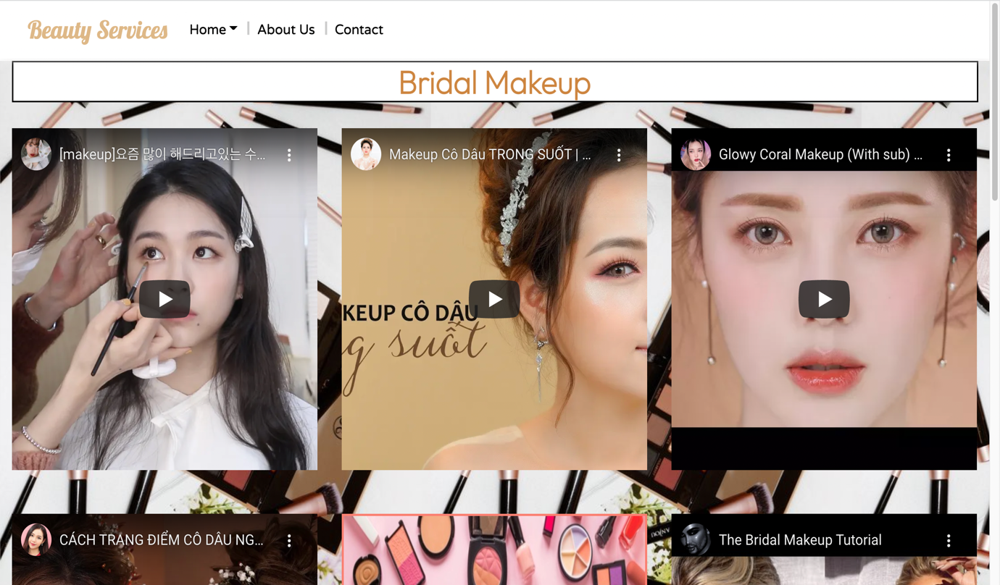 Beauty Services
Home
About Us
Contact
Bridal Makeup
[makeup]요즘 많이 해드리고있는 수...
Makeup Cô Dâu TRONG SUỐT | ...
Glowy Coral Makeup (With sub) ...
KEUP CÔ DÂU
g suốt
CÁCH TRANG ĐIỂM CÔ DÂU NG...
The Bridal Makeup Tutorial